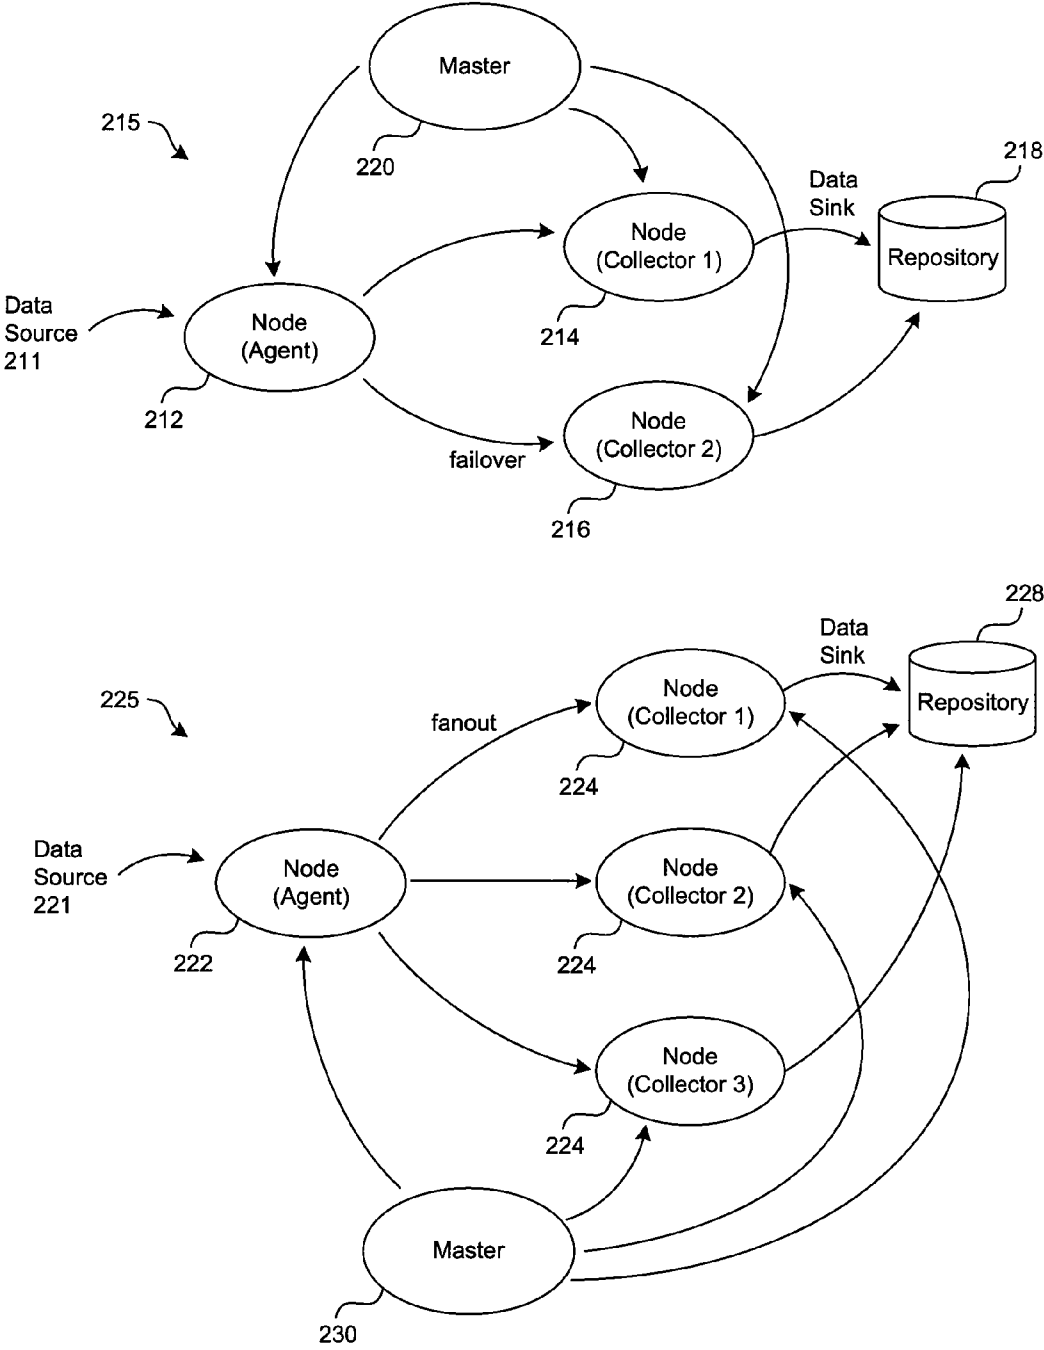 Master
215
220
218
Data
Sink
Node
(Collector 1)
Repository
214
Data
Source
211
Node
(Agent)
212
Node
(Collector 2)
failover
216
228
Data
Sink
Node
(Collector 1)
Repository
225
fanout
224
Data
Source
221
Node
(Agent)
Node
(Collector 2)
222
224
Node
(Collector 3)
224
Master
230